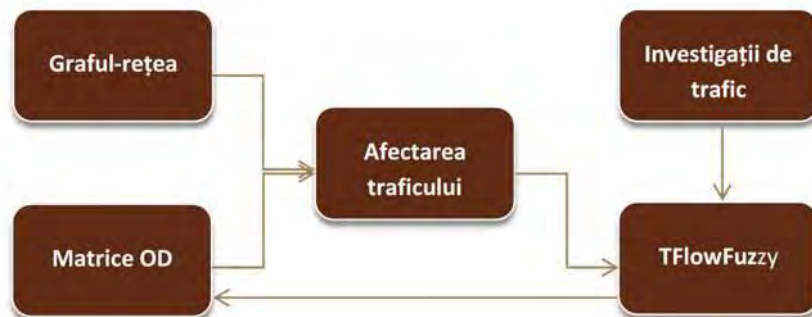 Graful-rețea
Investigații de
trafic
Afectarea
traficului
Matrice OD
TFlowFuzzy